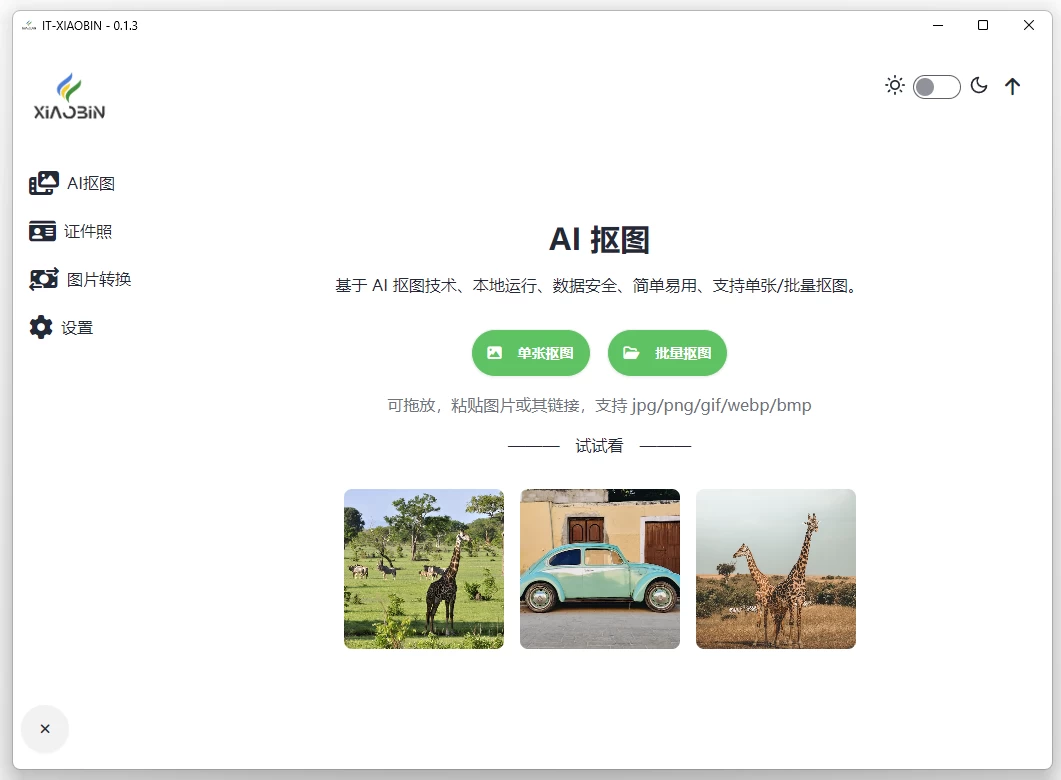 IT-XIAOBIN - 0.1.3
XiAOBiN
AI抠图
证件照
图片转换
设置
AI 抠图
基于 AI 抠图技术、本地运行、数据安全、简单易用、支持单张/批量抠图。
单张抠图 批量抠图
可拖放，粘贴图片或其链接，支持 jpg/png/gif/webp/bmp
试试看